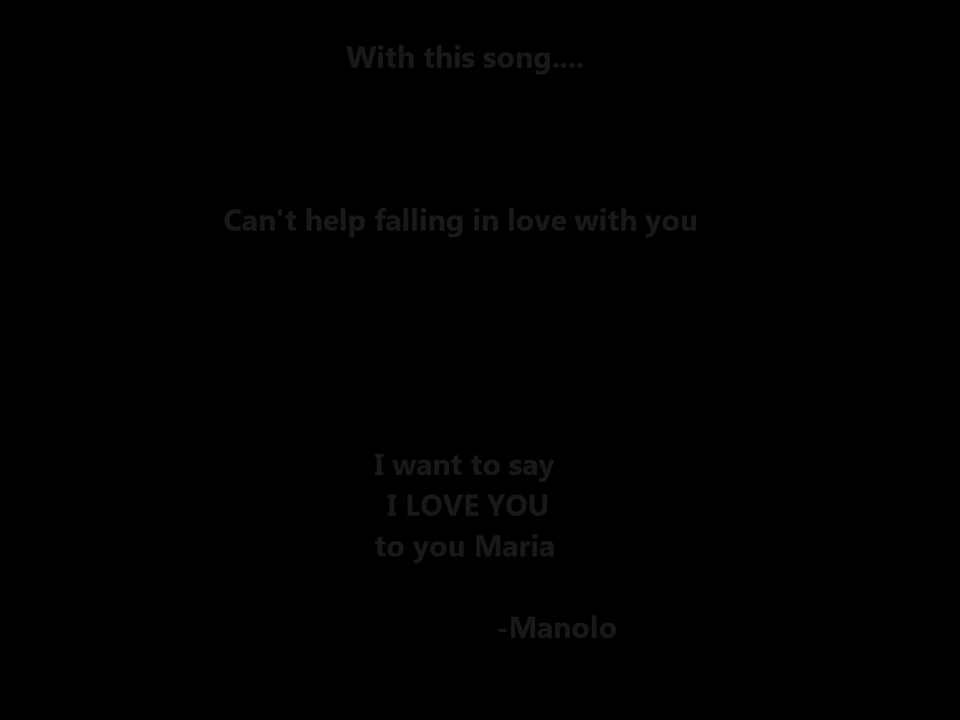 With this song....
Can't help falling in love with you
I want to say
I LOVE YOU
to you Maria
-Manolo